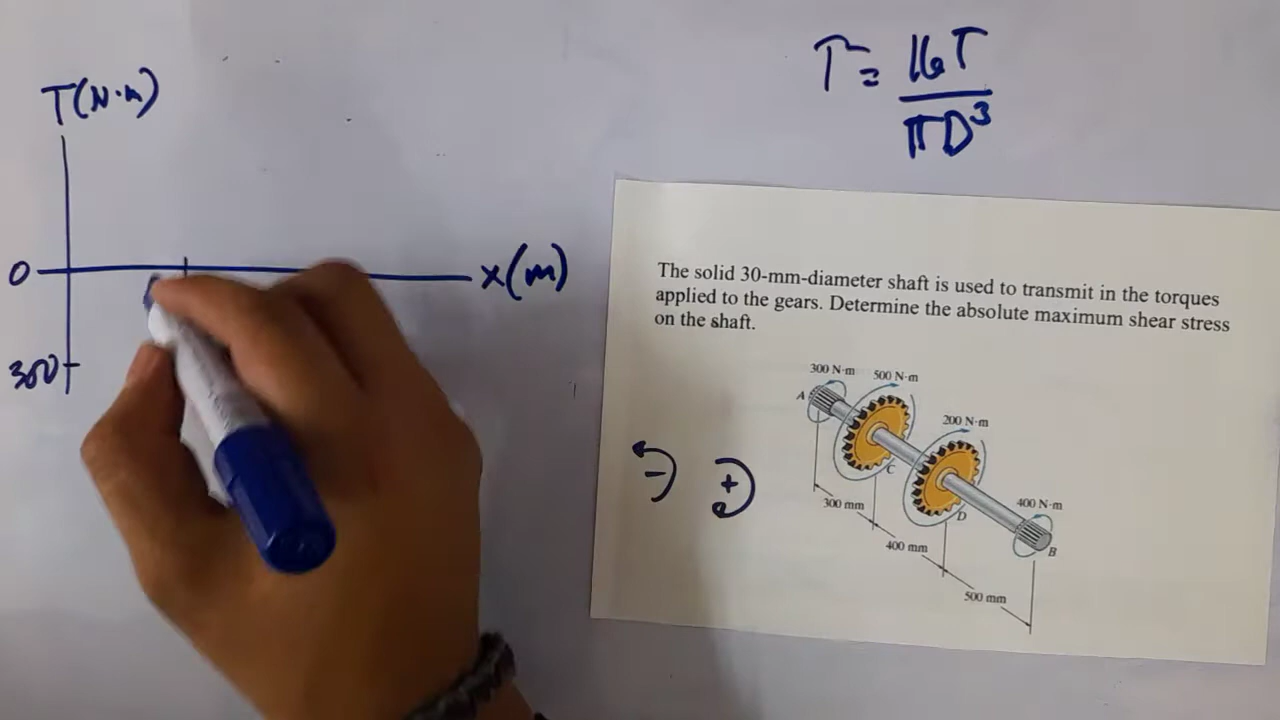 T(N·m)
0
x(m)
300
T = 16T
πD³
The solid 30-mm-diameter shaft is used to transmit in the torques
applied to the gears. Determine the absolute maximum shear stress
on the shaft.
300 N·m
500 N·m
A
200 N·m
C
300 mm
400 N·m
D
400 mm
B
500 mm
−
+